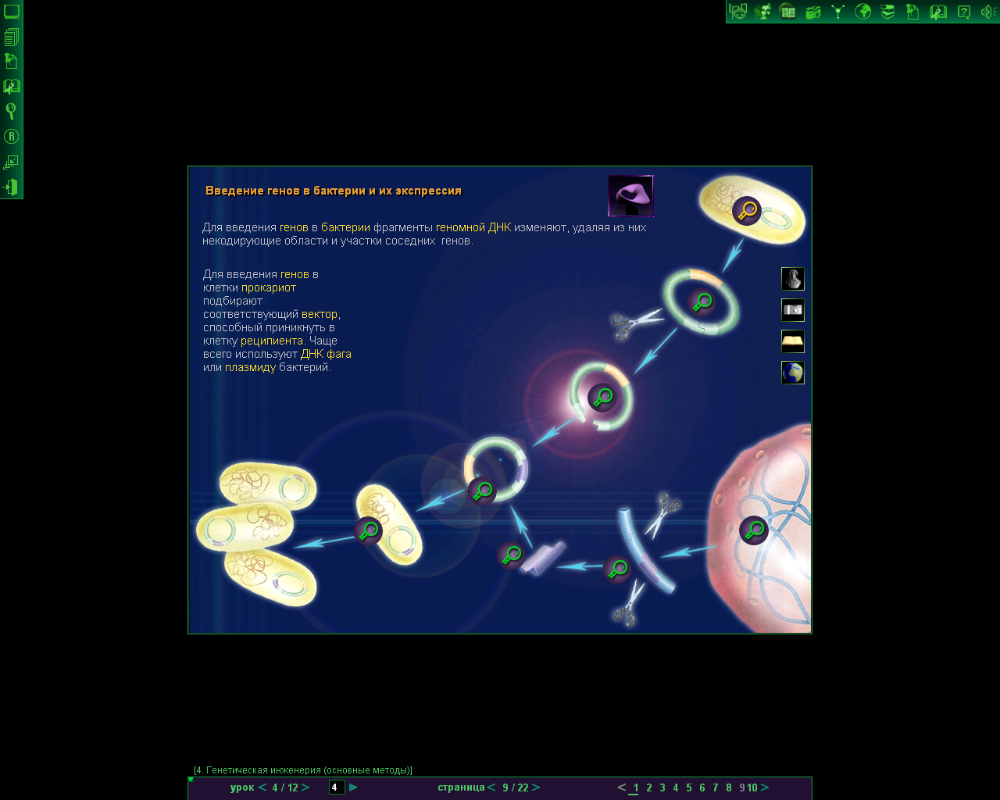 Введение генов в бактерии и их экспрессия
Для введения генов в бактерии фрагменты геномной ДНК изменяют, удаляя из них
некодирующие области и участки соседних генов.
Для введения генов в
клетки прокариот
подбирают
соответствующий вектор,
способный приникнуть в
клетку реципиента. Чаще
всего используют ДНК фага
или плазмиду бактерий.
[4. Генетическая инженерия (основные методы)]
урок < 4 / 12 > 4 страница < 9 / 22 > < 1 2 3 4 5 6 7 8 9 10 >